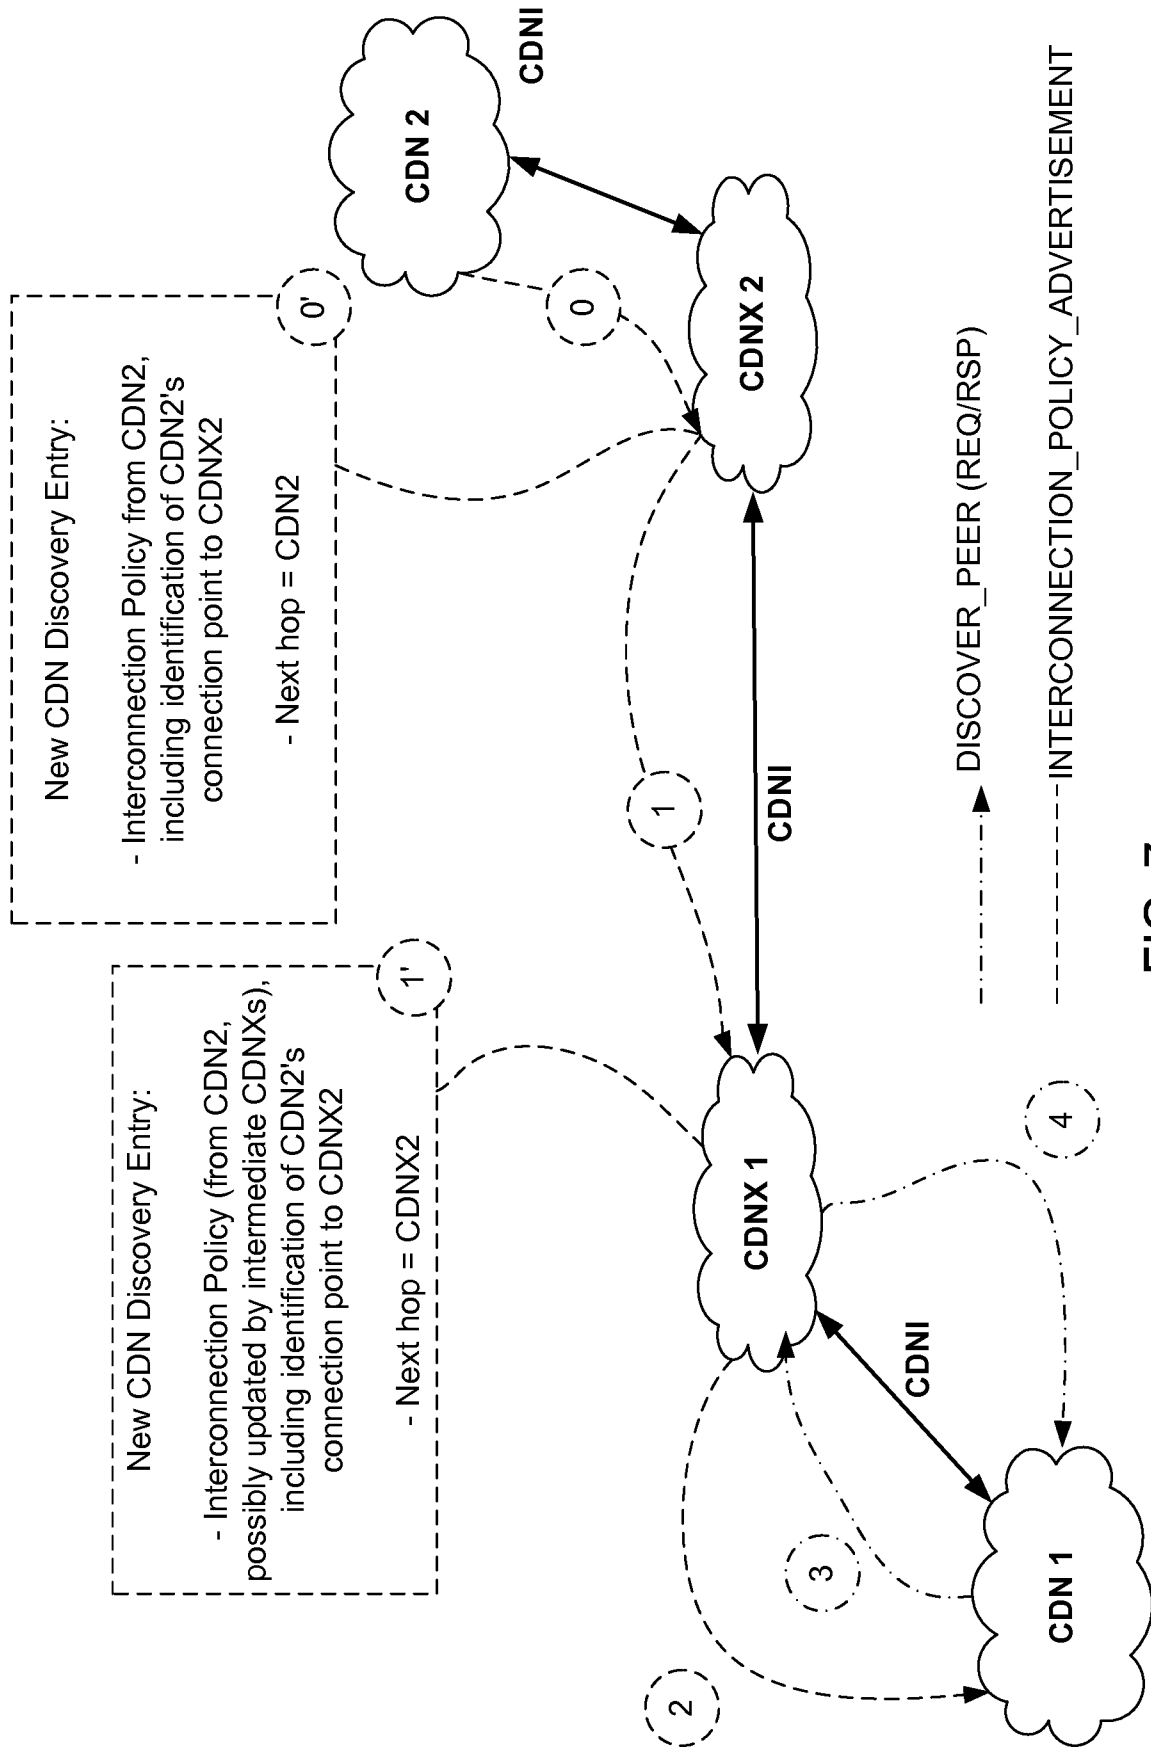 New CDN Discovery Entry:
- Interconnection Policy from CDN2,
including identification of CDN2's
connection point to CDNX2
- Next hop = CDN2
0'
New CDN Discovery Entry:
- Interconnection Policy (from CDN2,
possibly updated by intermediate CDNXs),
including identification of CDN2's
connection point to CDNX2
- Next hop = CDNX2
1'
CDN 2
CDNI
0
1
CDNX 2
CDNX 1
CDNI
2
3
CDNI
4
CDN 1
DISCOVER_PEER (REQ/RSP)
INTERCONNECTION_POLICY_ADVERTISEMENT